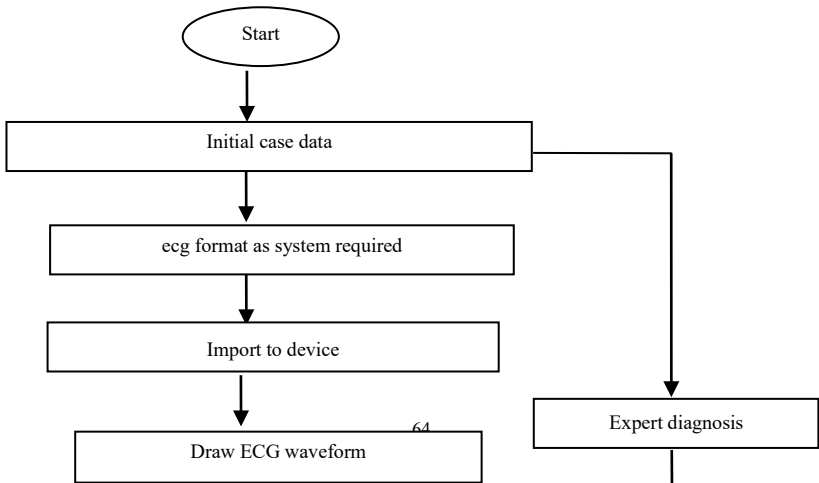 Start
Initial case data
ecg format as system required
Import to device
64
Expert diagnosis
Draw ECG waveform